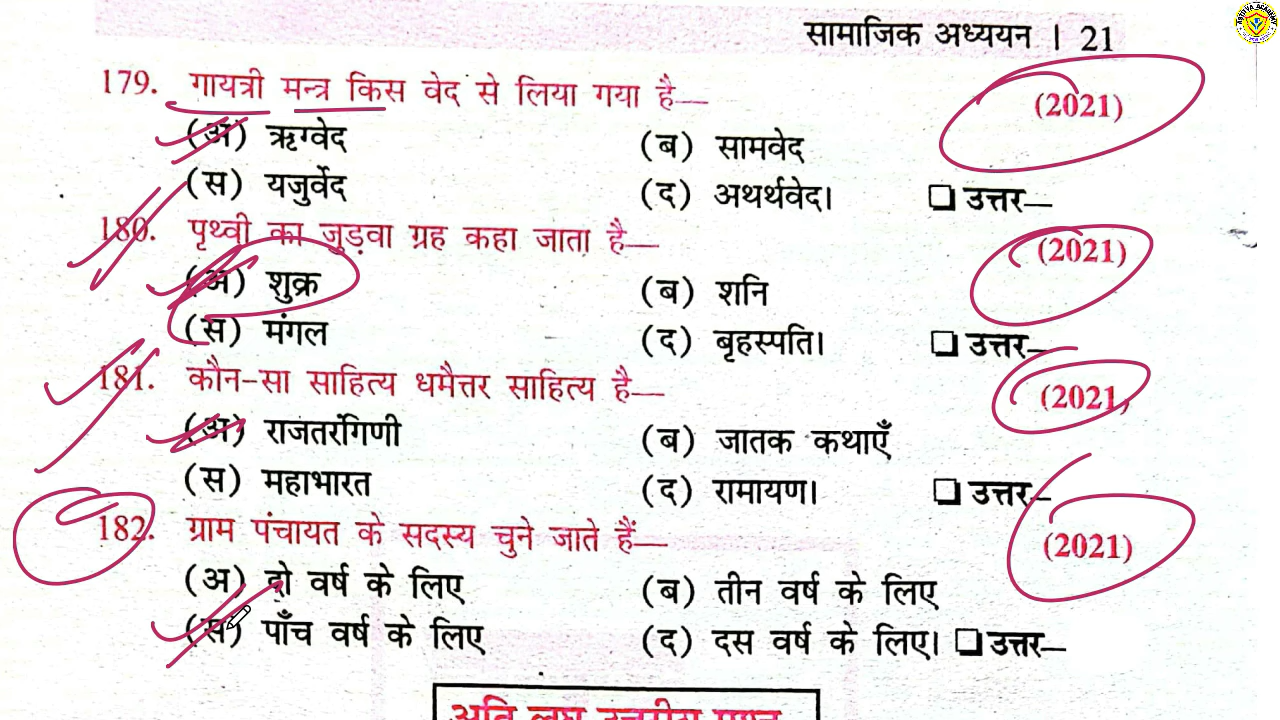 सामाजिक अध्ययन । 21
179. गायत्री मन्त्र किस वेद से लिया गया है— (2021)
(अ) ऋग्वेद (ब) सामवेद
(स) यजुर्वेद (द) अथर्थवेद। ❑ उत्तर—
180. पृथ्वी का जुड़वा ग्रह कहा जाता है— (2021)
(अ) शुक्र (ब) शनि
(स) मंगल (द) बृहस्पति। ❑ उत्तर—
181. कौन-सा साहित्य धमैत्तर साहित्य है— (2021)
(अ) राजतरंगिणी (ब) जातक कथाएँ
(स) महाभारत (द) रामायण। ❑ उत्तर—
182. ग्राम पंचायत के सदस्य चुने जाते हैं— (2021)
(अ) दो वर्ष के लिए (ब) तीन वर्ष के लिए
(स) पाँच वर्ष के लिए (द) दस वर्ष के लिए। ❑ उत्तर—